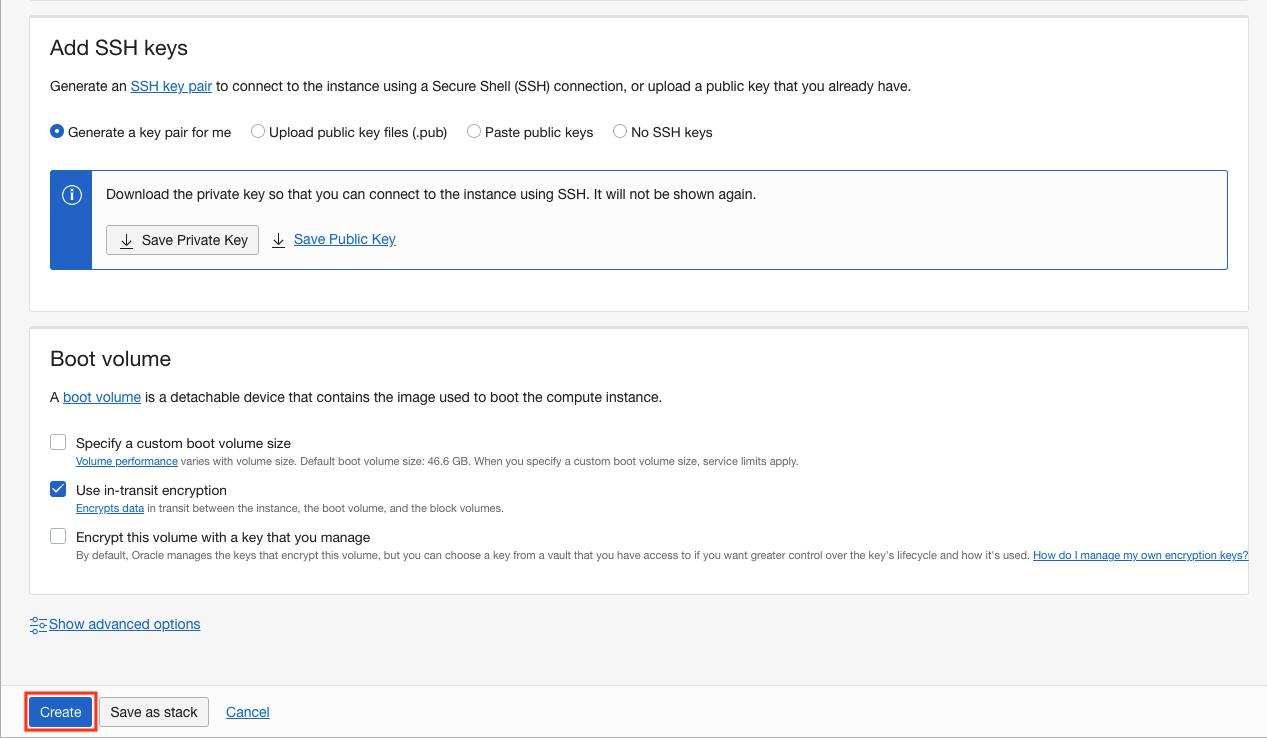 Add SSH keys
Generate an SSH key pair to connect to the instance using a Secure Shell (SSH) connection, or upload a public key that you already have.
Generate a key pair for me Upload public key files (.pub) Paste public keys No SSH keys
Download the private key so that you can connect to the instance using SSH. It will not be shown again.
Save Private Key Save Public Key
Boot volume
A boot volume is a detachable device that contains the image used to boot the compute instance.
Specify a custom boot volume size
Volume performance varies with volume size. Default boot volume size: 46.6 GB. When you specify a custom boot volume size, service limits apply.
Use in-transit encryption
Encrypts data in transit between the instance, the boot volume, and the block volumes.
Encrypt this volume with a key that you manage
By default, Oracle manages the keys that encrypt this volume, but you can choose a key from a vault that you have access to if you want greater control over the key's lifecycle and how it's used. How do I manage my own encryption keys?
Show advanced options
Create Save as stack Cancel